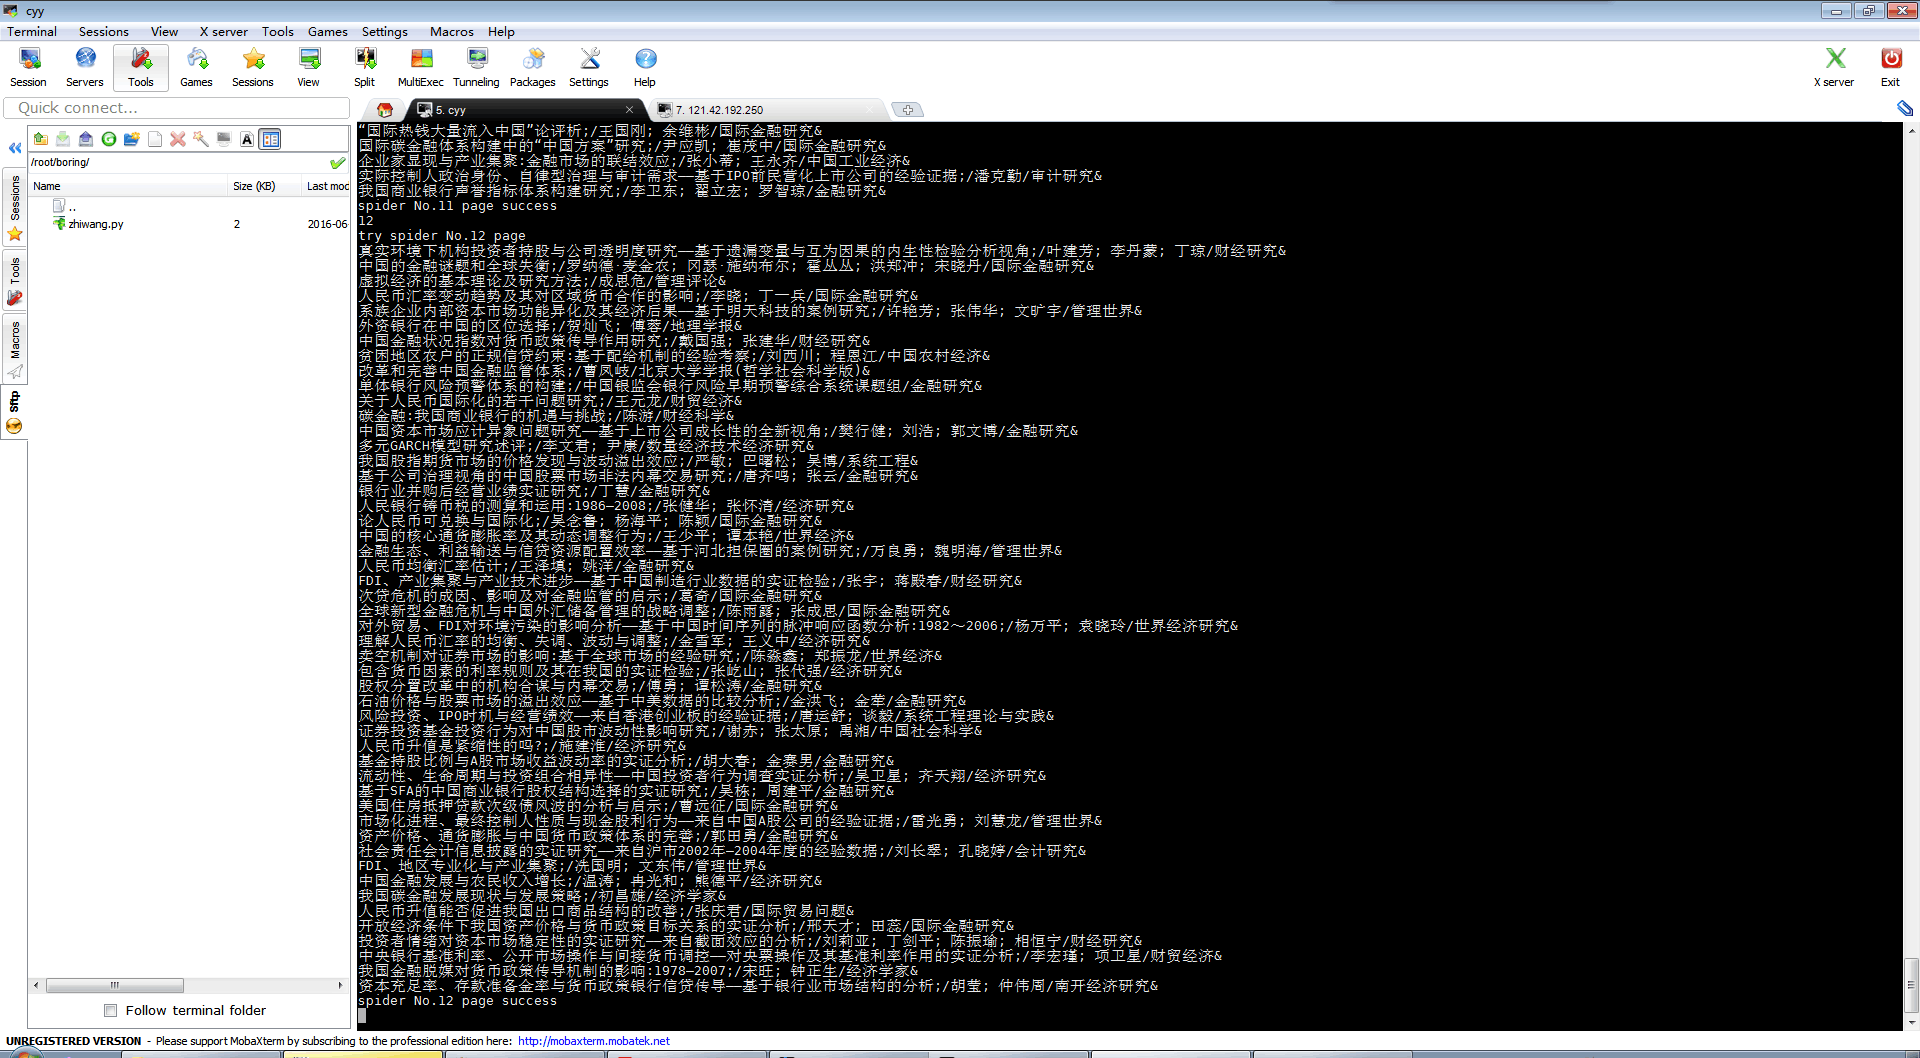 cyy
Terminal Sessions View X server Tools Games Settings Macros Help
Session Servers Tools Games Sessions View Split MultiExec Tunneling Packages Settings Help X server Exit
Quick connect...
5. cyy
7. 121.42.192.250
/root/boring/
Name Size (KB) Last mod
..
zhiwang.py 2 2016-06-
Sessions
Tools
Macros
Sftp
“国际热钱大量流入中国”论评析;/王国刚; 余维彬/国际金融研究&
国际碳金融体系构建中的“中国方案”研究;/尹应凯; 崔茂中/国际金融研究&
企业家显现与产业集聚:金融市场的联结效应;/张小蒂; 王永齐/中国工业经济&
实际控制人政治身份、自律型治理与审计需求—基于IPO前民营化上市公司的经验证据;/潘克勤/审计研究&
我国商业银行声誉指标体系构建研究;/李卫东; 翟立宏; 罗智琼/金融研究&
spider No.11 page success
12
try spider No.12 page
真实环境下机构投资者持股与公司透明度研究—基于遗漏变量与互为因果的内生性检验分析视角;/叶建芳; 李丹蒙; 丁琼/财经研究&
中国的金融谜题和全球失衡;/罗纳德·麦金农; 冈瑟·施纳布尔; 霍丛丛; 洪郑冲; 宋晓丹/国际金融研究&
虚拟经济的基本理论及研究方法;/成思危/管理评论&
人民币汇率变动趋势及其对区域货币合作的影响;/李晓; 丁一兵/国际金融研究&
系族企业内部资本市场功能异化及其经济后果—基于明天科技的案例研究;/许艳芳; 张伟华; 文旷宇/管理世界&
外资银行在中国的区位选择;/贺灿飞; 傅蓉/地理学报&
中国金融状况指数对货币政策传导作用研究;/戴国强; 张建华/财经研究&
贫困地区农户的正规信贷约束:基于配给机制的经验考察;/刘西川; 程恩江/中国农村经济&
改革和完善中国金融监管体系;/曹凤岐/北京大学学报(哲学社会科学版)&
单体银行风险预警体系的构建;/中国银监会银行风险早期预警综合系统课题组/金融研究&
关于人民币国际化的若干问题研究;/王元龙/财贸经济&
碳金融:我国商业银行的机遇与挑战;/陈游/财经科学&
中国资本市场应计异象问题研究—基于上市公司成长性的全新视角;/樊行健; 刘浩; 郭文博/金融研究&
多元GARCH模型研究述评;/李文君; 尹康/数量经济技术经济研究&
我国股指期货市场的价格发现与波动溢出效应;/严敏; 巴曙松; 吴博/系统工程&
基于公司治理视角的中国股票市场非法内幕交易研究;/唐齐鸣; 张云/金融研究&
银行业并购后经营业绩实证研究;/丁慧/金融研究&
人民银行铸币税的测算和运用:1986—2008;/张健华; 张怀清/经济研究&
论人民币可兑换与国际化;/吴念鲁; 杨海平; 陈颖/国际金融研究&
中国的核心通货膨胀率及其动态调整行为;/王少平; 谭本艳/世界经济&
金融生态、利益输送与信贷资源配置效率—基于河北担保圈的案例研究;/万良勇; 魏明海/管理世界&
人民币均衡汇率估计;/王泽填; 姚洋/金融研究&
FDI、产业集聚与产业技术进步—基于中国制造行业数据的实证检验;/张宇; 蒋殿春/财经研究&
次贷危机的成因、影响及对金融监管的启示;/葛奇/国际金融研究&
全球新型金融危机与中国外汇储备管理的战略调整;/陈雨露; 张成思/国际金融研究&
对外贸易、FDI对环境污染的影响分析—基于中国时间序列的脉冲响应函数分析:1982～2006;/杨万平; 袁晓玲/世界经济研究&
理解人民币汇率的均衡、失调、波动与调整;/金雪军; 王义中/经济研究&
卖空机制对证券市场的影响:基于全球市场的经验研究;/陈淼鑫; 郑振龙/世界经济&
包含货币因素的利率规则及其在我国的实证检验;/张屹山; 张代强/经济研究&
股权分置改革中的机构合谋与内幕交易;/傅勇; 谭松涛/金融研究&
石油价格与股票市场的溢出效应—基于中美数据的比较分析;/金洪飞; 金荦/金融研究&
风险投资、IPO时机与经营绩效—来自香港创业板的经验证据;/唐运舒; 谈毅/系统工程理论与实践&
证券投资基金投资行为对中国股市波动性影响研究;/谢赤; 张太原; 禹湘/中国社会科学&
人民币升值是紧缩性的吗?;/施建淮/经济研究&
基金持股比例与A股市场收益波动率的实证分析;/胡大春; 金赛男/金融研究&
流动性、生命周期与投资组合相异性—中国投资者行为调查实证分析;/吴卫星; 齐天翔/经济研究&
基于SFA的中国商业银行股权结构选择的实证研究;/吴栋; 周建平/金融研究&
美国住房抵押贷款次级债风波的分析与启示;/曹远征/国际金融研究&
市场化进程、最终控制人性质与现金股利行为—来自中国A股公司的经验证据;/雷光勇; 刘慧龙/管理世界&
资产价格、通货膨胀与中国货币政策体系的完善;/郭田勇/金融研究&
社会责任会计信息披露的实证研究—来自沪市2002年—2004年度的经验数据;/刘长翠; 孔晓婷/会计研究&
FDI、地区专业化与产业集聚;/冼国明; 文东伟/管理世界&
中国金融发展与农民收入增长;/温涛; 冉光和; 熊德平/经济研究&
我国碳金融发展现状与发展策略;/初昌雄/经济学家&
人民币升值能否促进我国出口商品结构的改善;/张庆君/国际贸易问题&
开放经济条件下我国资产价格与货币政策目标关系的实证分析;/邢天才; 田蕊/国际金融研究&
投资者情绪对资本市场稳定性的实证研究—来自截面效应的分析;/刘莉亚; 丁剑平; 陈振瑜; 相恒宁/财经研究&
中央银行基准利率、公开市场操作与间接货币调控—对央票操作及其基准利率作用的实证分析;/李宏瑾; 项卫星/财贸经济&
我国金融脱媒对货币政策传导机制的影响:1978—2007;/宋旺; 钟正生/经济学家&
资本充足率、存款准备金率与货币政策银行信贷传导—基于银行业市场结构的分析;/胡莹; 仲伟周/南开经济研究&
spider No.12 page success
Follow terminal folder
UNREGISTERED VERSION - Please support MobaXterm by subscribing to the professional edition here: http://mobaxterm.mobatek.net